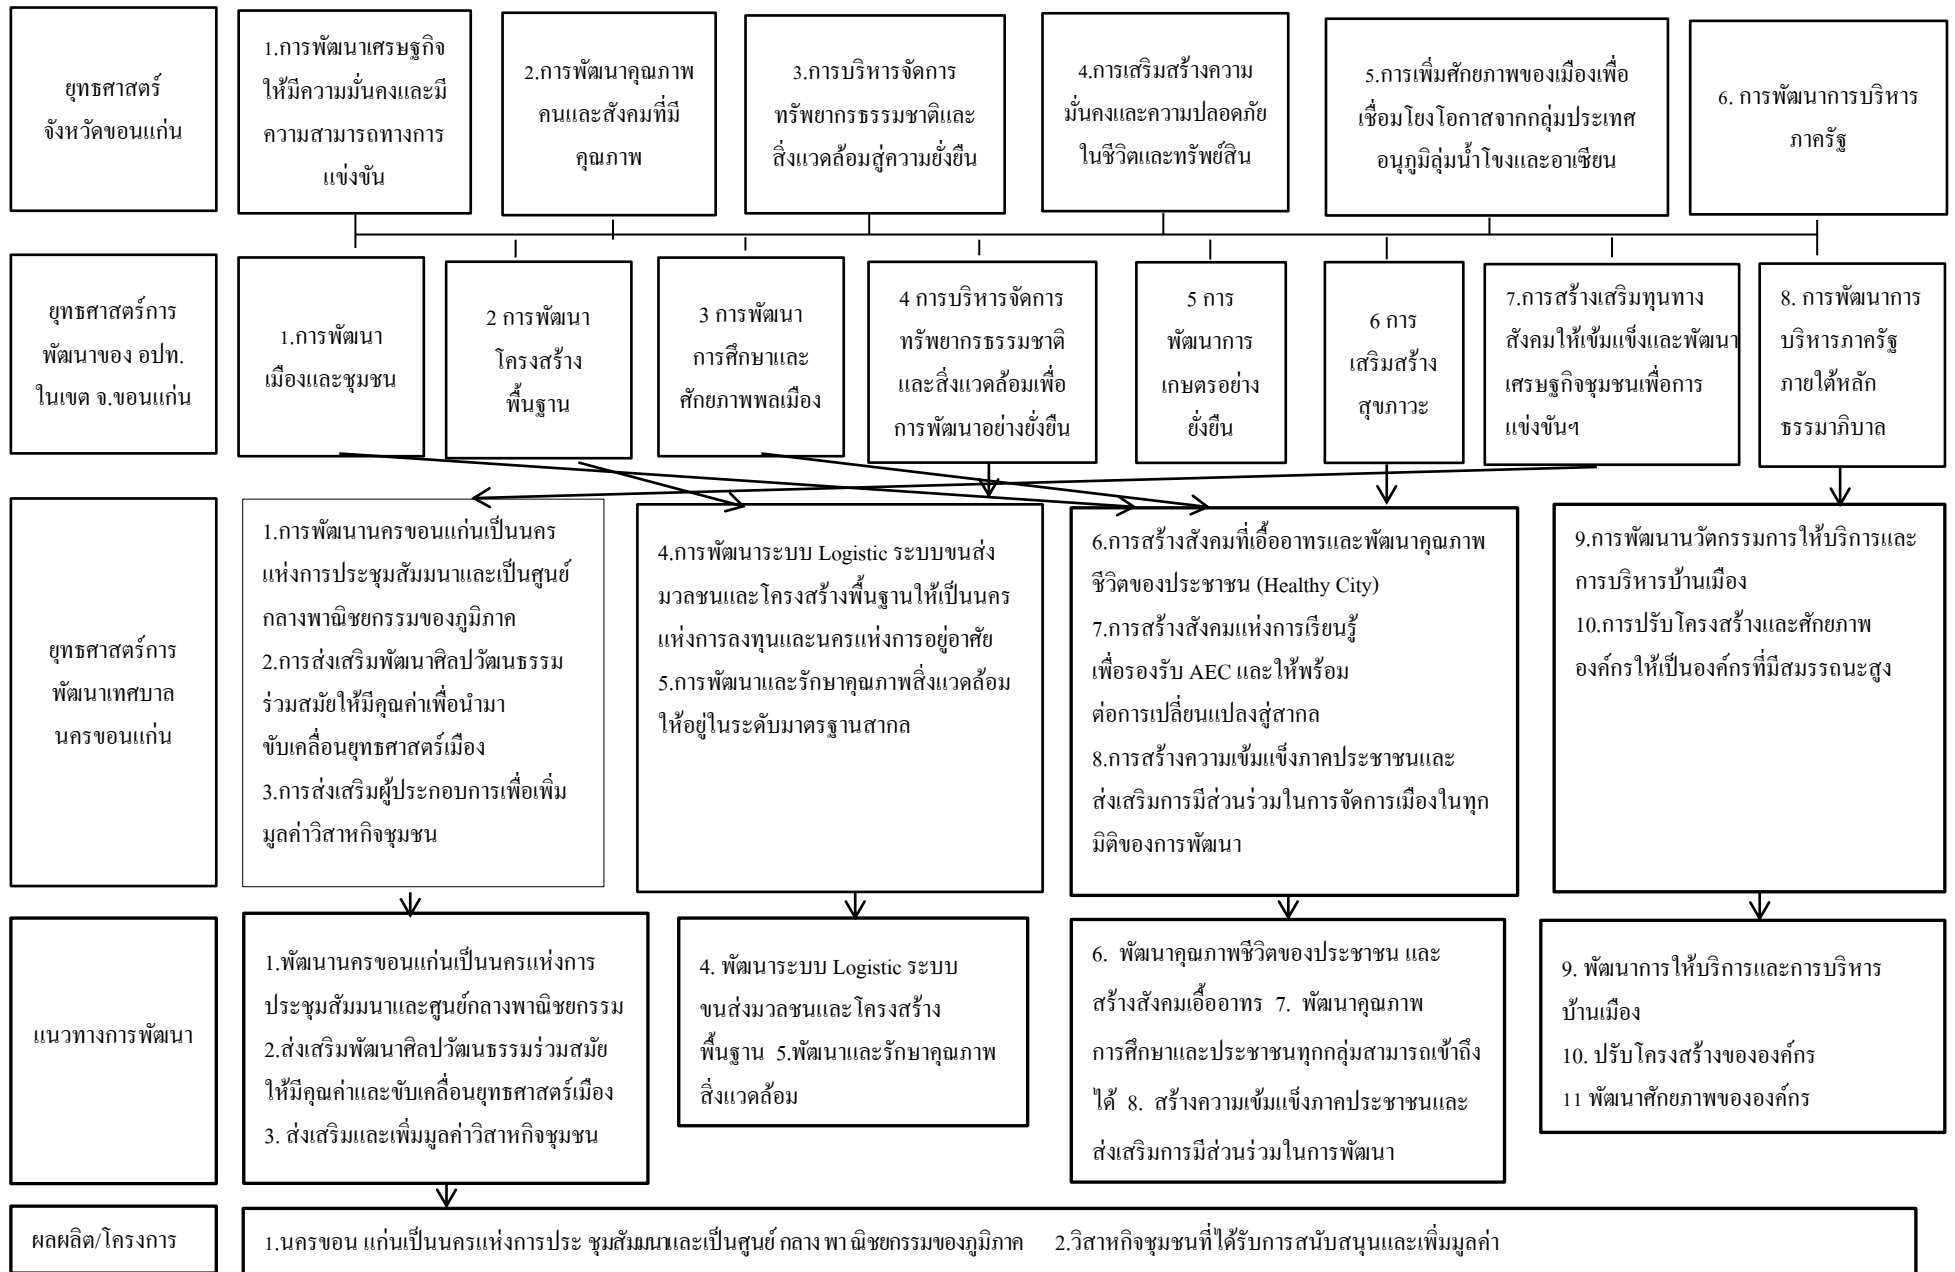 ยุทธศาสตร์
จังหวัดขอนแก่น
1.การพัฒนาเศรษฐกิจ
ให้มีความมั่นคงและมี
ความสามารถทางการ
แข่งขัน
2.การพัฒนาคุณภาพ
คนและสังคมที่มี
คุณภาพ
3.การบริหารจัดการ
ทรัพยากรธรรมชาติและ
สิ่งแวดล้อมสู่ความยั่งยืน
4.การเสริมสร้างความ
มั่นคงและความปลอดภัย
ในชีวิตและทรัพย์สิน
5.การเพิ่มศักยภาพของเมืองเพื่อ
เชื่อมโยงโอกาสจากกลุ่มประเทศ
อนุภูมิลุ่มน้ำโขงและอาเซียน
6. การพัฒนาการบริหาร
ภาครัฐ
ยุทธศาสตร์การ
พัฒนาของ อปท.
ในเขต จ.ขอนแก่น
1.การพัฒนา
เมืองและชุมชน
2 การพัฒนา
โครงสร้าง
พื้นฐาน
3 การพัฒนา
การศึกษาและ
ศักยภาพพลเมือง
4 การบริหารจัดการ
ทรัพยากรธรรมชาติ
และสิ่งแวดล้อมเพื่อ
การพัฒนาอย่างยั่งยืน
5 การ
พัฒนาการ
เกษตรอย่าง
ยั่งยืน
6 การ
เสริมสร้าง
สุขภาวะ
7.การสร้างเสริมทุนทาง
สังคมให้เข้มแข็งและพัฒนา
เศรษฐกิจชุมชนเพื่อการ
แข่งขันฯ
8. การพัฒนาการ
บริหารภาครัฐ
ภายใต้หลัก
ธรรมาภิบาล
ยุทธศาสตร์การ
พัฒนาเทศบาล
นครขอนแก่น
1.การพัฒนานครขอนแก่นเป็นนคร
แห่งการประชุมสัมมนาและเป็นศูนย์
กลางพาณิชยกรรมของภูมิภาค
2.การส่งเสริมพัฒนาศิลปวัฒนธรรม
ร่วมสมัยให้มีคุณค่าเพื่อนำมา
ขับเคลื่อนยุทธศาสตร์เมือง
3.การส่งเสริมผู้ประกอบการเพื่อเพิ่ม
มูลค่าวิสาหกิจชุมชน
4.การพัฒนาระบบ Logistic ระบบขนส่ง
มวลชนและโครงสร้างพื้นฐานให้เป็นนคร
แห่งการลงทุนและนครแห่งการอยู่อาศัย
5.การพัฒนาและรักษาคุณภาพสิ่งแวดล้อม
ให้อยู่ในระดับมาตรฐานสากล
6.การสร้างสังคมที่เอื้ออาทรและพัฒนาคุณภาพ
ชีวิตของประชาชน (Healthy City)
7.การสร้างสังคมแห่งการเรียนรู้
เพื่อรองรับ AEC และให้พร้อม
ต่อการเปลี่ยนแปลงสู่สากล
8.การสร้างความเข้มแข็งภาคประชาชนและ
ส่งเสริมการมีส่วนร่วมในการจัดการเมืองในทุก
มิติของการพัฒนา
9.การพัฒนานวัตกรรมการให้บริการและ
การบริหารบ้านเมือง
10.การปรับโครงสร้างและศักยภาพ
องค์กรให้เป็นองค์กรที่มีสมรรถนะสูง
แนวทางการพัฒนา
1.พัฒนานครขอนแก่นเป็นนครแห่งการ
ประชุมสัมมนาและศูนย์กลางพาณิชยกรรม
2.ส่งเสริมพัฒนาศิลปวัฒนธรรมร่วมสมัย
ให้มีคุณค่าและขับเคลื่อนยุทธศาสตร์เมือง
3. ส่งเสริมและเพิ่มมูลค่าวิสาหกิจชุมชน
4. พัฒนาระบบ Logistic ระบบ
ขนส่งมวลชนและโครงสร้าง
พื้นฐาน 5.พัฒนาและรักษาคุณภาพ
สิ่งแวดล้อม
6. พัฒนาคุณภาพชีวิตของประชาชน และ
สร้างสังคมเอื้ออาทร 7. พัฒนาคุณภาพ
การศึกษาและประชาชนทุกกลุ่มสามารถเข้าถึง
ได้ 8. สร้างความเข้มแข็งภาคประชาชนและ
ส่งเสริมการมีส่วนร่วมในการพัฒนา
9. พัฒนาการให้บริการและการบริหาร
บ้านเมือง
10. ปรับโครงสร้างขององค์กร
11 พัฒนาศักยภาพขององค์กร
ผลผลิต/โครงการ
1.นครขอน แก่นเป็นนครแห่งการประ ชุมสัมมนาและเป็นศูนย์ กลาง พา ณิชยกรรมของภูมิภาค 2.วิสาหกิจชุมชนที่ได้รับการสนับสนุนและเพิ่มมูลค่า